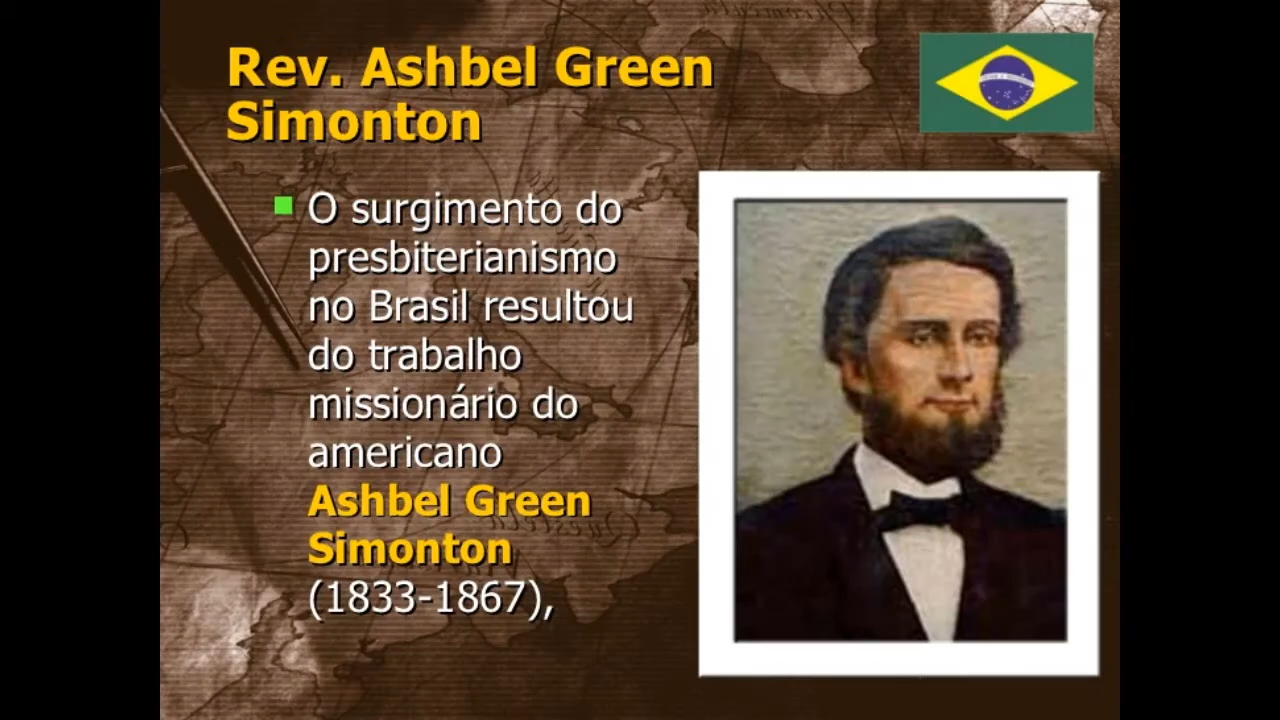 Rev. Ashbel Green
Simonton
O surgimento do
presbiterianismo
no Brasil resultou
do trabalho
missionário do
americano
Ashbel Green
Simonton
(1833-1867),